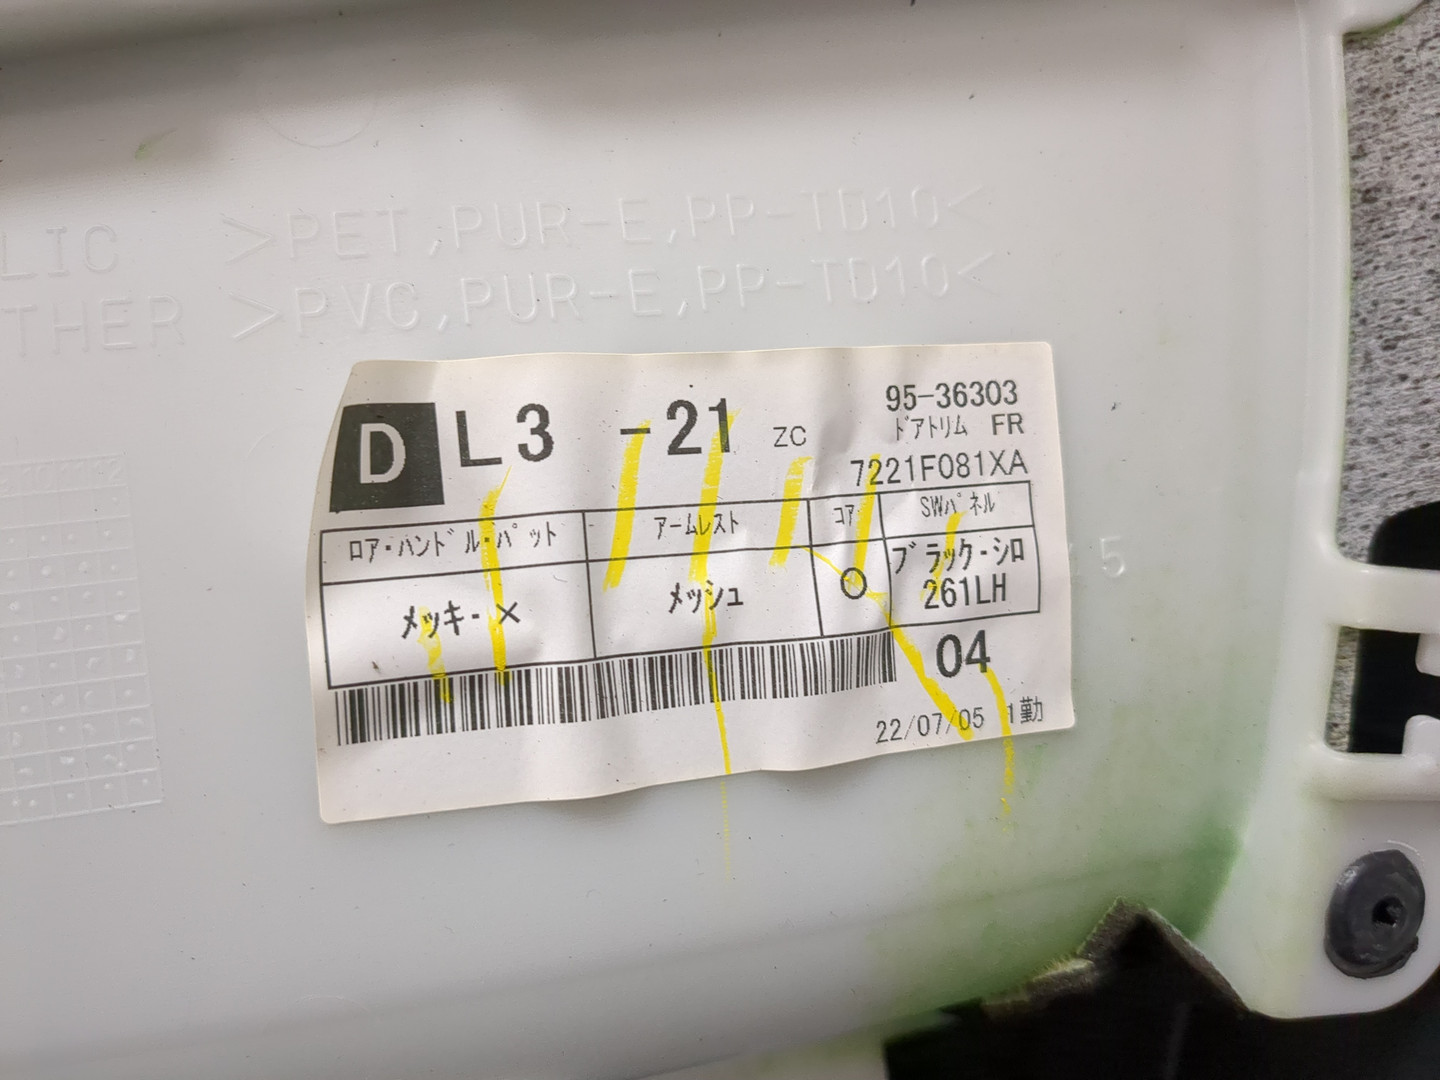 LIC >PET,PUR-E,PP-TD10<
THER >PVC,PUR-E,PP-TD10<
D L3 -21 ZC 95-36303
ﾄﾞｱﾄﾘﾑ FR
7221F081XA
ﾛｱ･ﾊﾝﾄﾞﾙ･ﾊﾟｯﾄ ｱｰﾑﾚｽﾄ ｺｱ SWﾊﾟﾈﾙ
ﾒｯｷ-× ﾒｯｼｭ ○ ﾌﾞﾗｯｸ-ｼﾛ
261LH
04
22/07/05 1勤
5